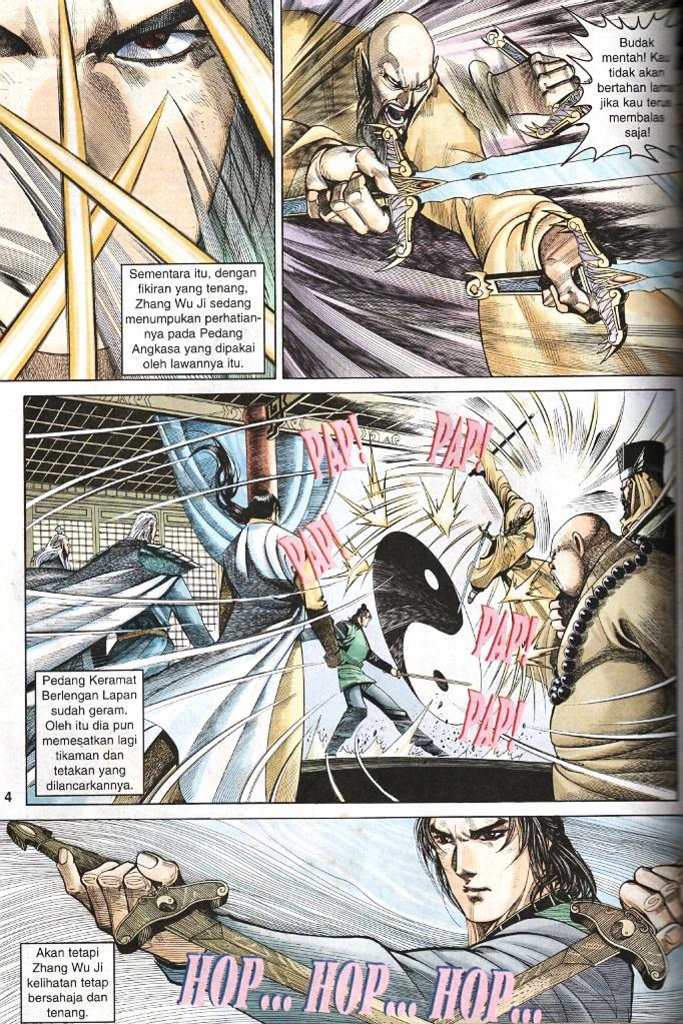 Sementara itu, dengan
fikiran yang tenang,
Zhang Wu Ji sedang
menumpukan perhatian-
nya pada Pedang
Angkasa yang dipakai
oleh lawannya itu.
Budak
mentah! Kau
tidak akan
bertahan lama
jika kau terus
membalas
saja!
PAP!
PAP!
PAP!
PAP!
PAP!
Pedang Keramat
Berlengan Lapan
sudah geram.
Oleh itu dia pun
memesatkan lagi
tikaman dan
tetakan yang
dilancarkannya.
4
Akan tetapi
Zhang Wu Ji
kelihatan tetap
bersahaja dan
tenang.
HOP... HOP... HOP...